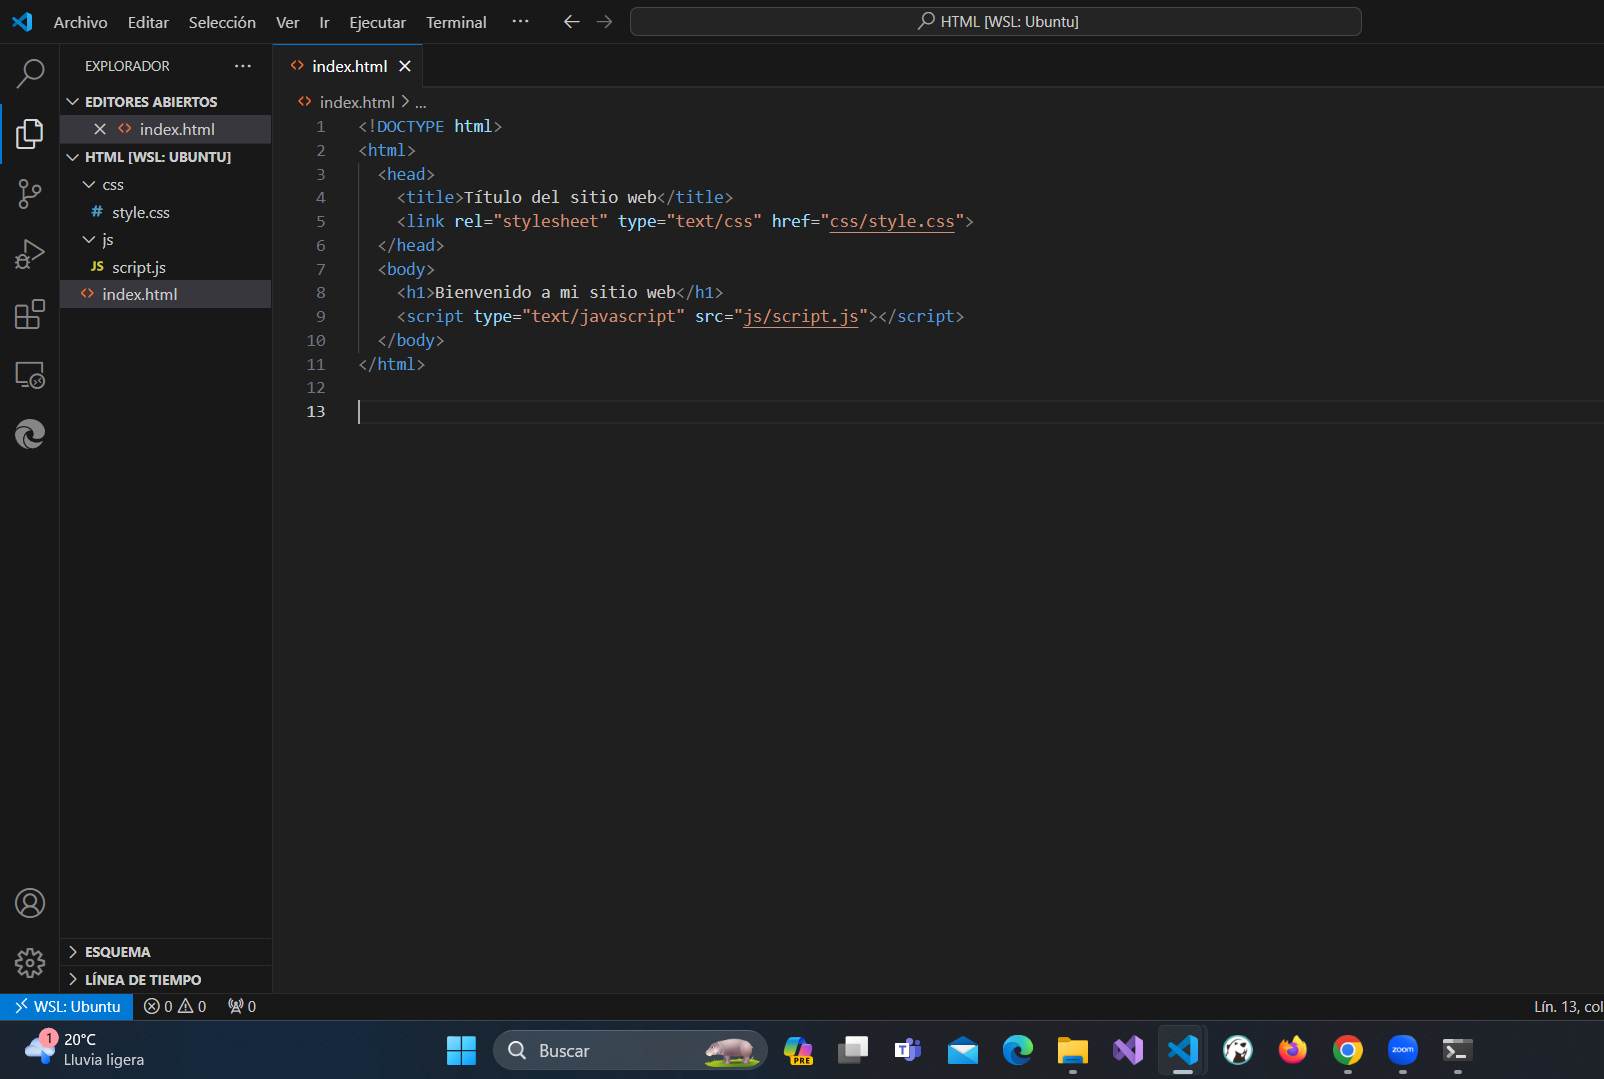 Archivo Editar Selección Ver Ir Ejecutar Terminal ··· HTML [WSL: Ubuntu]
EXPLORADOR ···
EDITORES ABIERTOS
index.html
HTML [WSL: UBUNTU]
css
# style.css
js
JS script.js
index.html
ESQUEMA
LÍNEA DE TIEMPO
index.html
index.html > ...
1 <!DOCTYPE html>
2 <html>
3 <head>
4 <title>Título del sitio web</title>
5 <link rel="stylesheet" type="text/css" href="css/style.css">
6 </head>
7 <body>
8 <h1>Bienvenido a mi sitio web</h1>
9 <script type="text/javascript" src="js/script.js"></script>
10 </body>
11 </html>
12
13
WSL: Ubuntu 0 0 0 Lín. 13, col
1 20°C
Lluvia ligera
Buscar
PRE
T
zoom